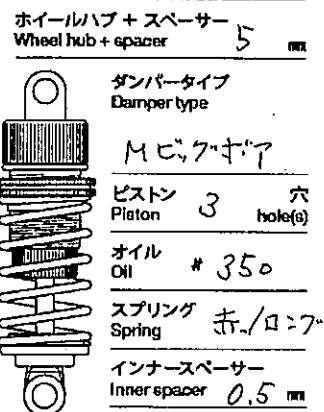 ホイールハブ + スペーサー
Wheel hub + spacer 5 mm
ダンパータイプ
Damper type
Mビッグボア
ピストン 穴
Piston 3 hole(s)
オイル
Oil #350
スプリング
Spring 赤/ロング
インナースペーサー
Inner spacer 0.5 mm